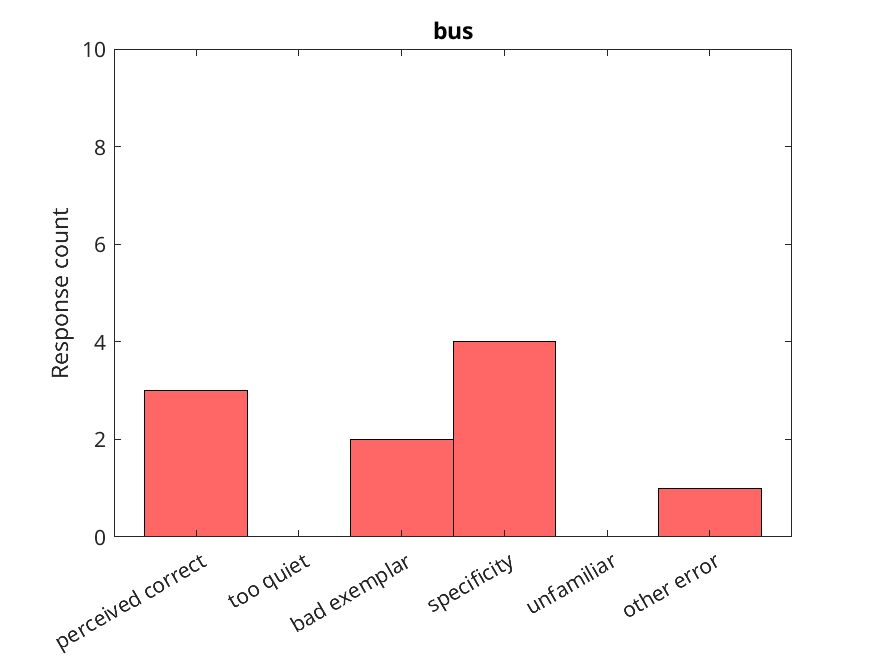 bus
Response count
10
8
6
4
2
0
perceived correct
too quiet
bad exemplar
specificity
unfamiliar
other error